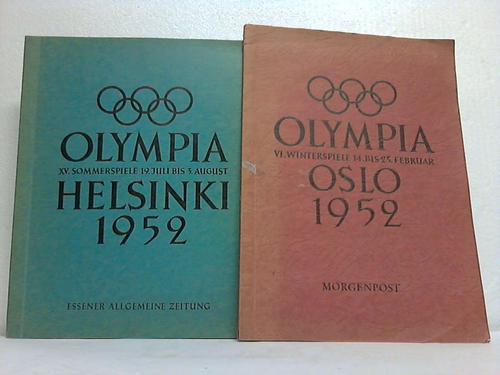 OLYMPIA
XV. SOMMERSPIELE 19. JULI BIS 3. AUGUST
HELSINKI
1952
ESSENER ALLGEMEINE ZEITUNG
OLYMPIA
VI. WINTERSPIELE 14. BIS 25. FEBRUAR
OSLO
1952
MORGENPOST